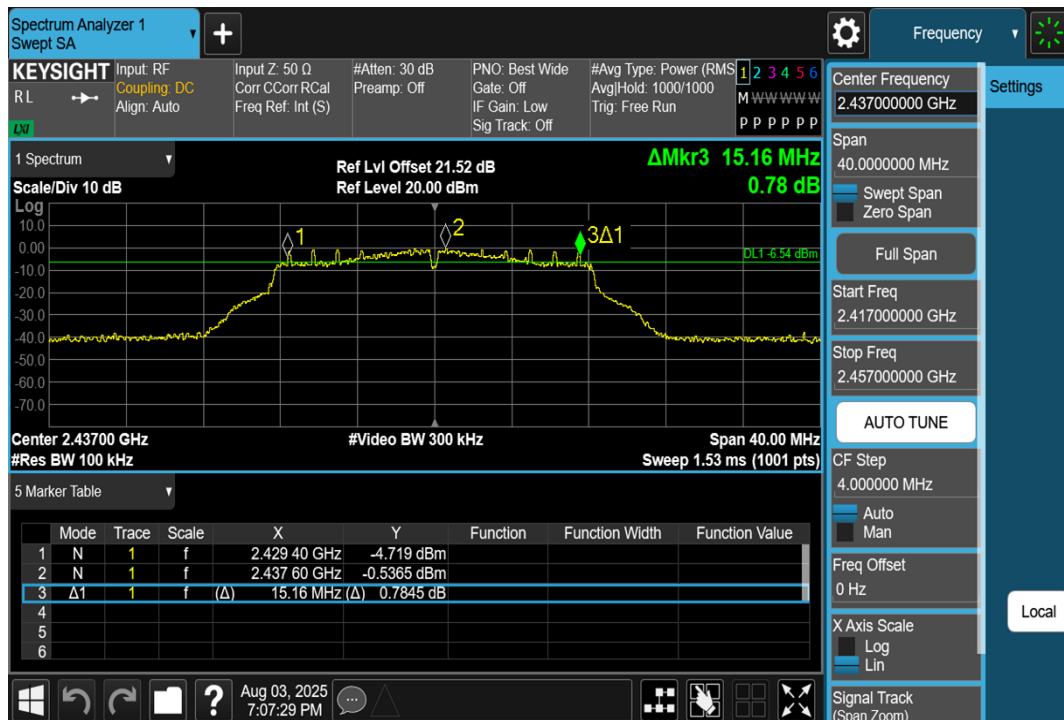 Spectrum Analyzer 1
Swept SA
+
Frequency
KEYSIGHT
RL
LXI
Input: RF
Coupling: DC
Align: Auto
Input Z: 50 Ω
Corr CCorr RCal
Freq Ref: Int (S)
#Atten: 30 dB
Preamp: Off
PNO: Best Wide
Gate: Off
IF Gain: Low
Sig Track: Off
#Avg Type: Power (RMS
Avg|Hold: 1000/1000
Trig: Free Run
1 2 3 4 5 6
M W W W W W
P P P P P P
1 Spectrum
Scale/Div 10 dB
Ref Lvl Offset 21.52 dB
Ref Level 20.00 dBm
ΔMkr3 15.16 MHz
0.78 dB
Log
10.0
0.00
-10.0
-20.0
-30.0
-40.0
-50.0
-60.0
-70.0
1
2
3Δ1
DL1 -6.54 dBm
Center 2.43700 GHz
#Video BW 300 kHz
Span 40.00 MHz
#Res BW 100 kHz
Sweep 1.53 ms (1001 pts)
5 Marker Table
Mode Trace Scale X Y Function Function Width Function Value
1 N 1 f 2.429 40 GHz -4.719 dBm
2 N 1 f 2.437 60 GHz -0.5365 dBm
3 Δ1 1 f (Δ) 15.16 MHz (Δ) 0.7845 dB
4
5
6
Aug 03, 2025
7:07:29 PM
?
Center Frequency
2.437000000 GHz
Settings
Span
40.0000000 MHz
Swept Span
Zero Span
Full Span
Start Freq
2.417000000 GHz
Stop Freq
2.457000000 GHz
AUTO TUNE
CF Step
4.000000 MHz
Auto
Man
Freq Offset
0 Hz
X Axis Scale
Log
Lin
Local
Signal Track
(Span Zoom)